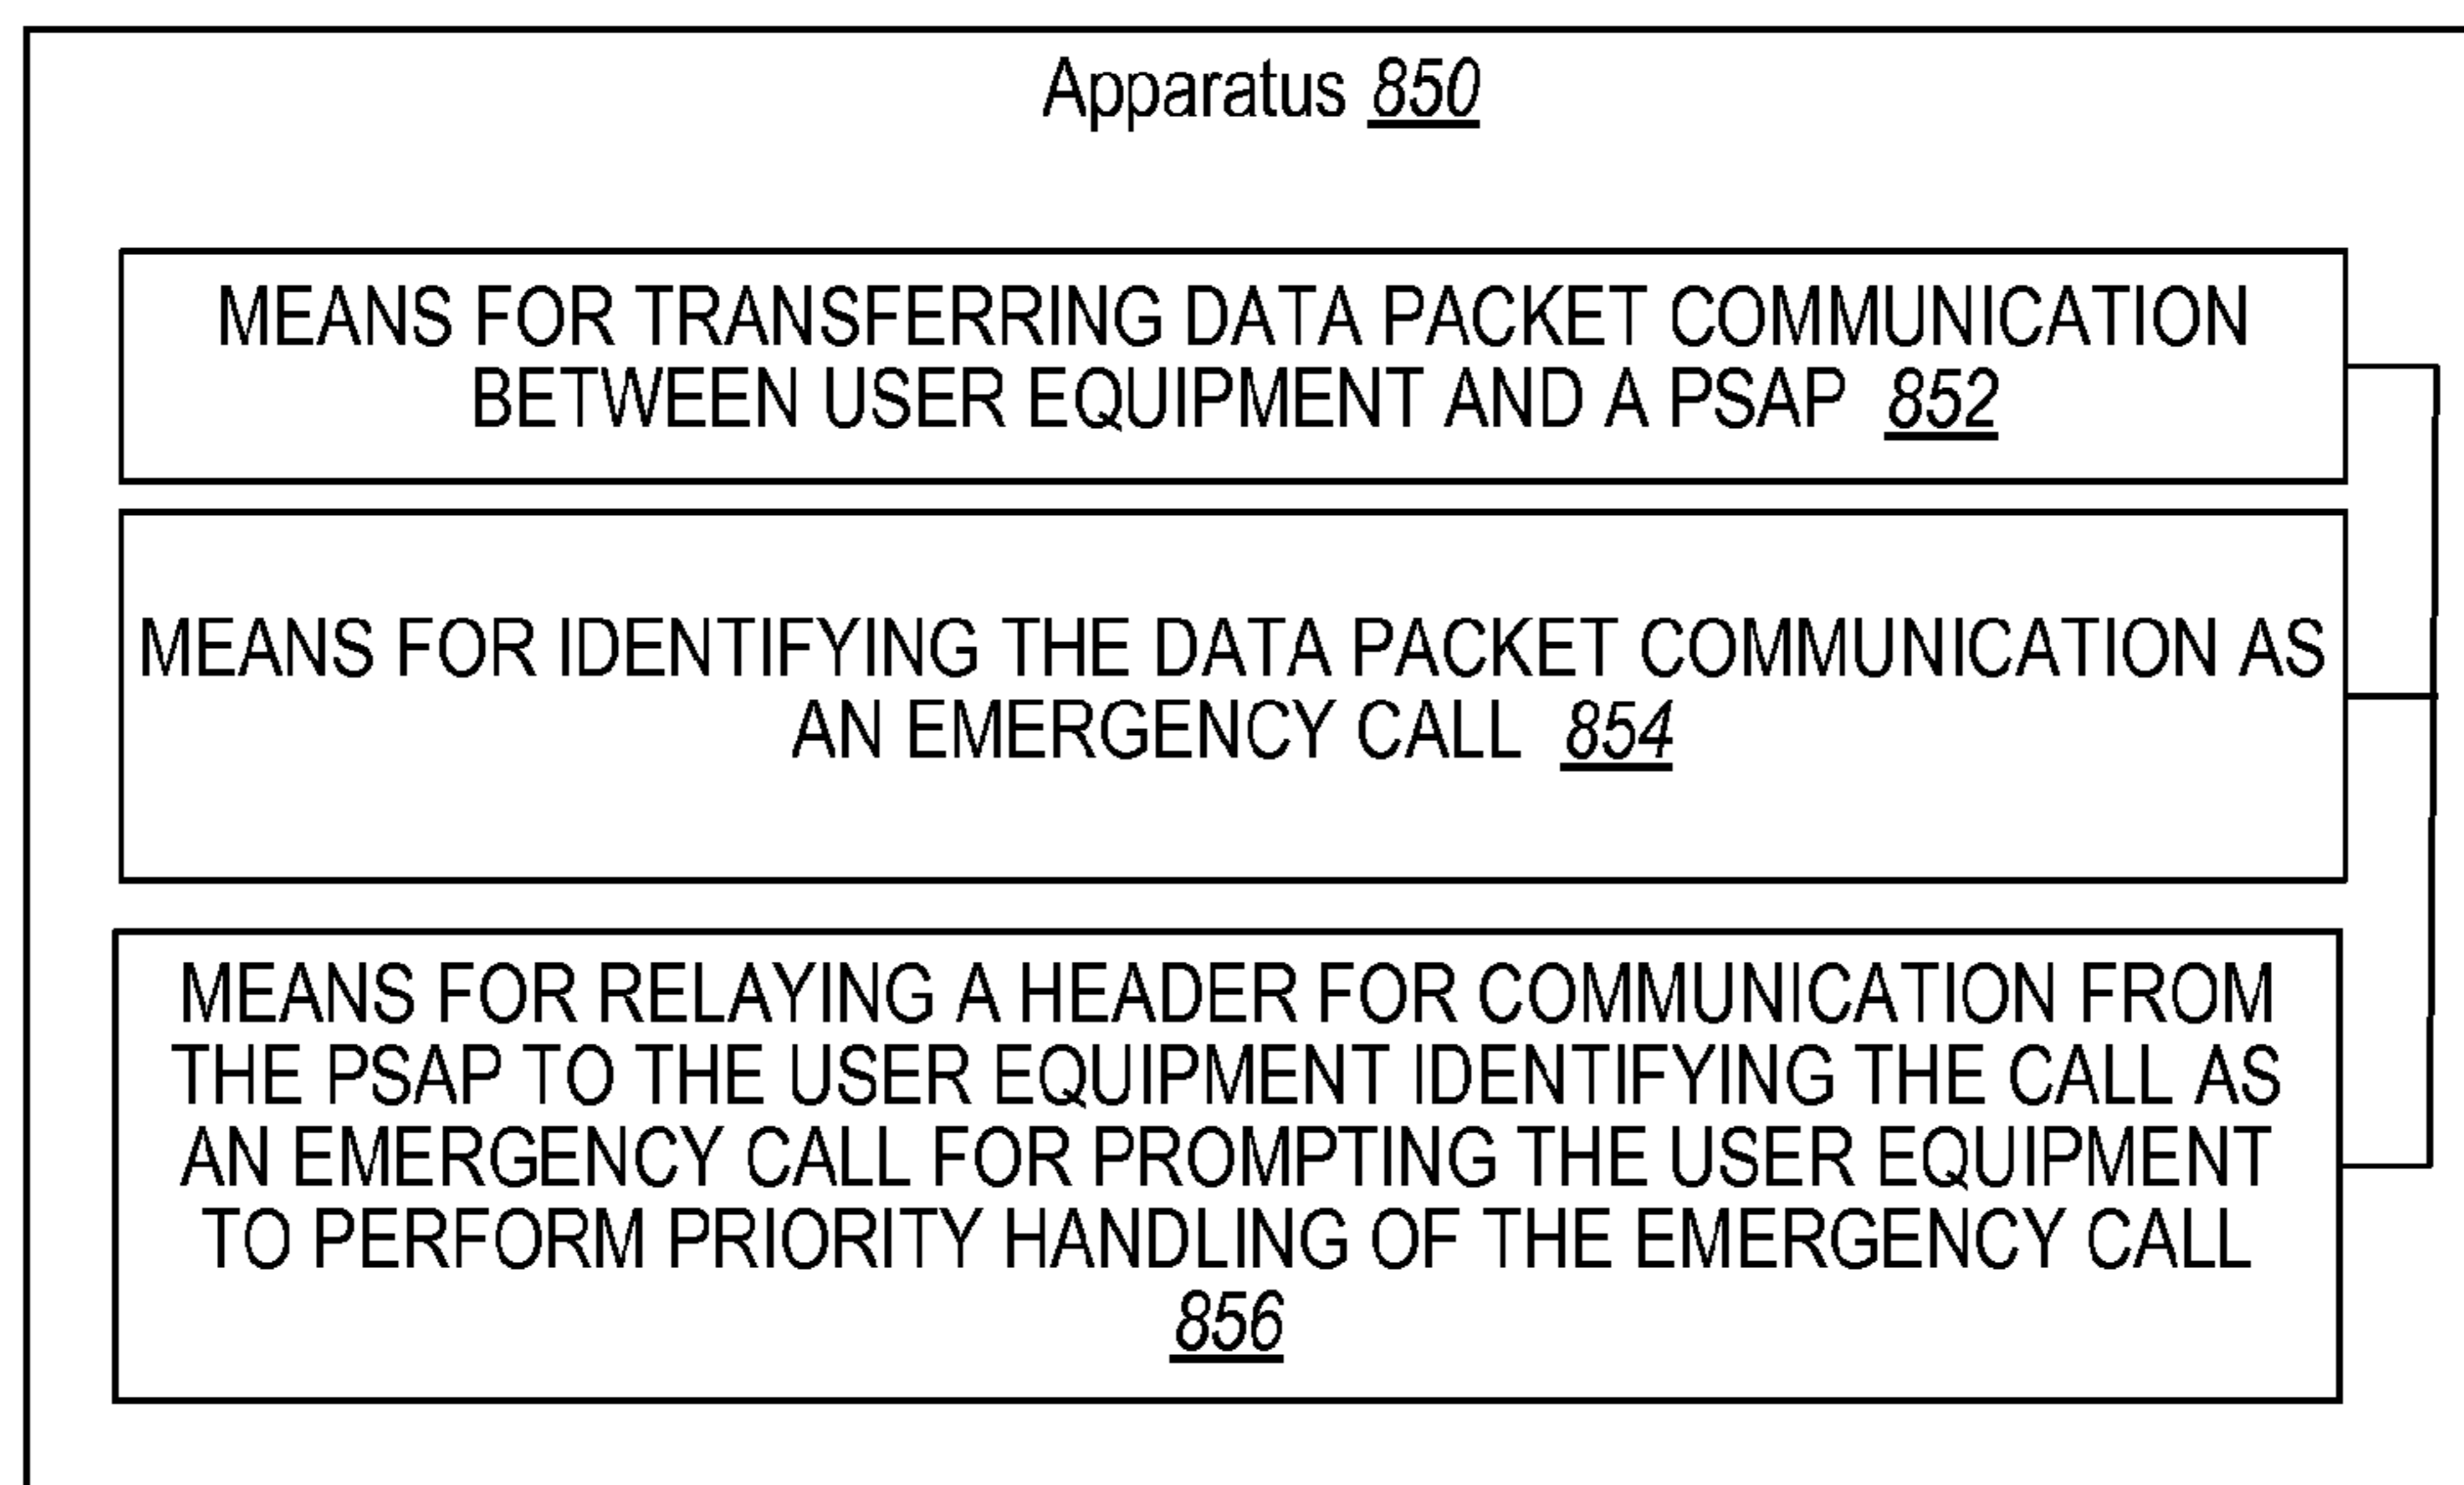 Apparatus 850
MEANS FOR TRANSFERRING DATA PACKET COMMUNICATION
BETWEEN USER EQUIPMENT AND A PSAP 852
MEANS FOR IDENTIFYING THE DATA PACKET COMMUNICATION AS
AN EMERGENCY CALL 854
MEANS FOR RELAYING A HEADER FOR COMMUNICATION FROM
THE PSAP TO THE USER EQUIPMENT IDENTIFYING THE CALL AS
AN EMERGENCY CALL FOR PROMPTING THE USER EQUIPMENT
TO PERFORM PRIORITY HANDLING OF THE EMERGENCY CALL
856